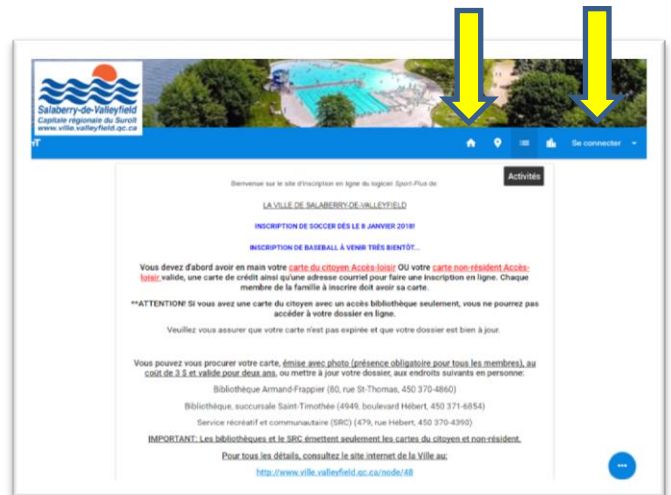 Salaberry-de-Valleyfield
Capitale régionale du Suroît
www.ville.valleyfield.qc.ca
Se connecter
Activités
Bienvenue sur le site d'inscription en ligne du logiciel Sport-Plus de:
LA VILLE DE SALABERRY-DE-VALLEYFIELD
INSCRIPTION DE SOCCER DÈS LE 8 JANVIER 2018!
INSCRIPTION DE BASEBALL À VENIR TRÈS BIENTÔT...
Vous devez d'abord avoir en main votre carte du citoyen Accès-loisir OU votre carte non-résident Accès-
loisir valide, une carte de crédit ainsi qu'une adresse courriel pour faire une inscription en ligne. Chaque
membre de la famille à inscrire doit avoir sa carte.
**ATTENTION! Si vous avez une carte du citoyen avec un accès bibliothèque seulement, vous ne pourrez pas
accéder à votre dossier en ligne.
Veuillez vous assurer que votre carte n'est pas expirée et que votre dossier est bien à jour.
Vous pouvez vous procurer votre carte, émise avec photo (présence obligatoire pour tous les membres), au
coût de 3 $ et valide pour deux ans, ou mettre à jour votre dossier, aux endroits suivants en personne:
Bibliothèque Armand-Frappier (80, rue St-Thomas, 450 370-4860)
Bibliothèque, succursale Saint-Timothée (4949, boulevard Hébert, 450 371-6854)
Service récréatif et communautaire (SRC) (479, rue Hébert, 450 370-4390)
IMPORTANT: Les bibliothèques et le SRC émettent seulement les cartes du citoyen et non-résident.
Pour tous les détails, consultez le site internet de la Ville au:
http://www.ville.valleyfield.qc.ca/node/48